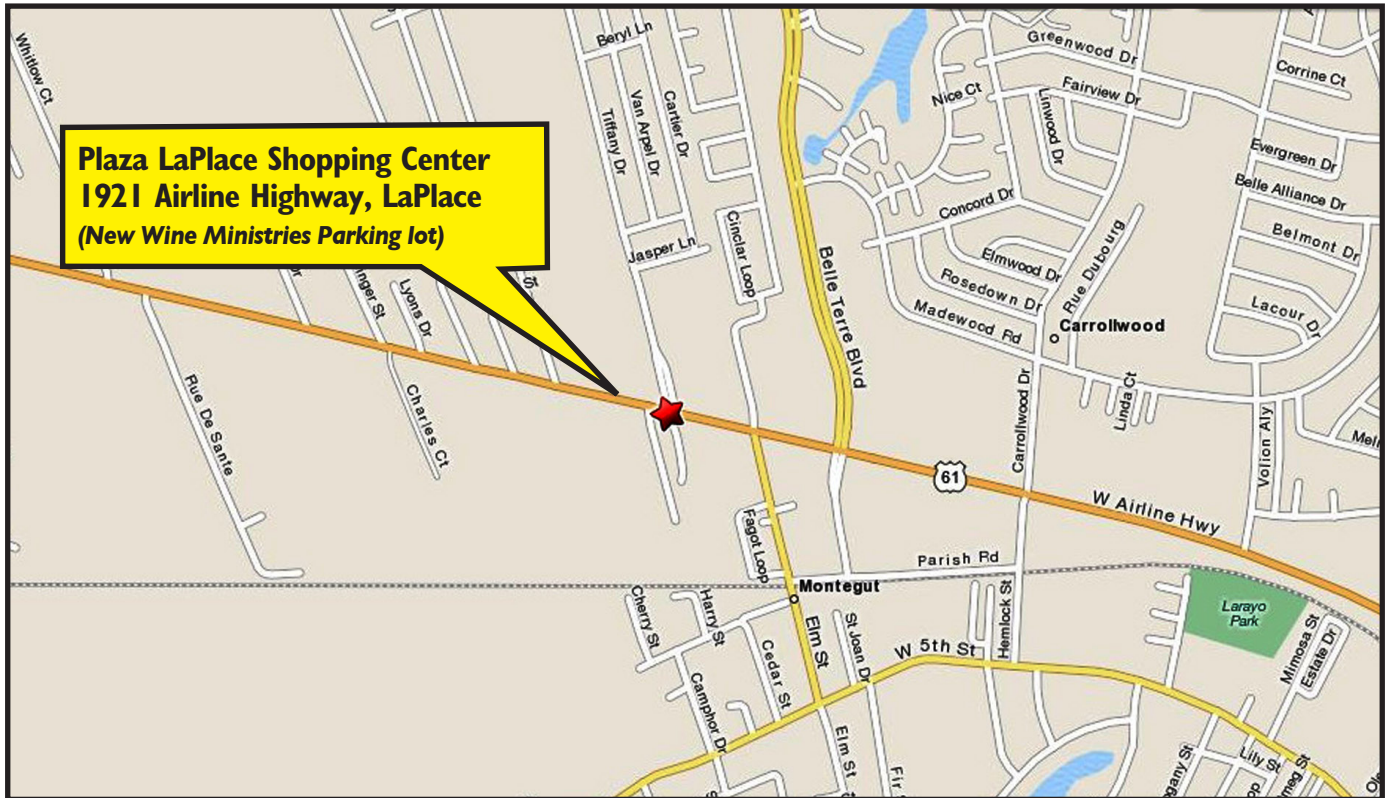 Plaza LaPlace Shopping Center
1921 Airline Highway, LaPlace
(New Wine Ministries Parking lot)
Whitlow Ct
Beryl Ln
Tiffany Dr
Van Arpel Dr
Cartier Dr
Jasper Ln
Cinclar Loop
Belle Terre Blvd
Greenwood Dr
Nice Ct
Linwood Dr
Fairview Dr
Corrine Ct
Evergreen Dr
Belle Alliance Dr
Belmont Dr
Concord Dr
Elmwood Dr
Rosedown Dr
Rue Dubourg
Madewood Rd
Carrollwood
Lacour Dr
Linda Ct
Carrollwood Dr
Volion Aly
Dr
Lyons Dr
Charles Ct
Rue De Sante
61
W Airline Hwy
Fagot Loop
Parish Rd
Montegut
Larayo
Park
Cherry St
Harry St
Cedar St
Camphor Dr
Elm St
St Joan Dr
W 5th St
Hemlock St
Mimosa St
Estate Dr
Elm St
Fir
Lily St